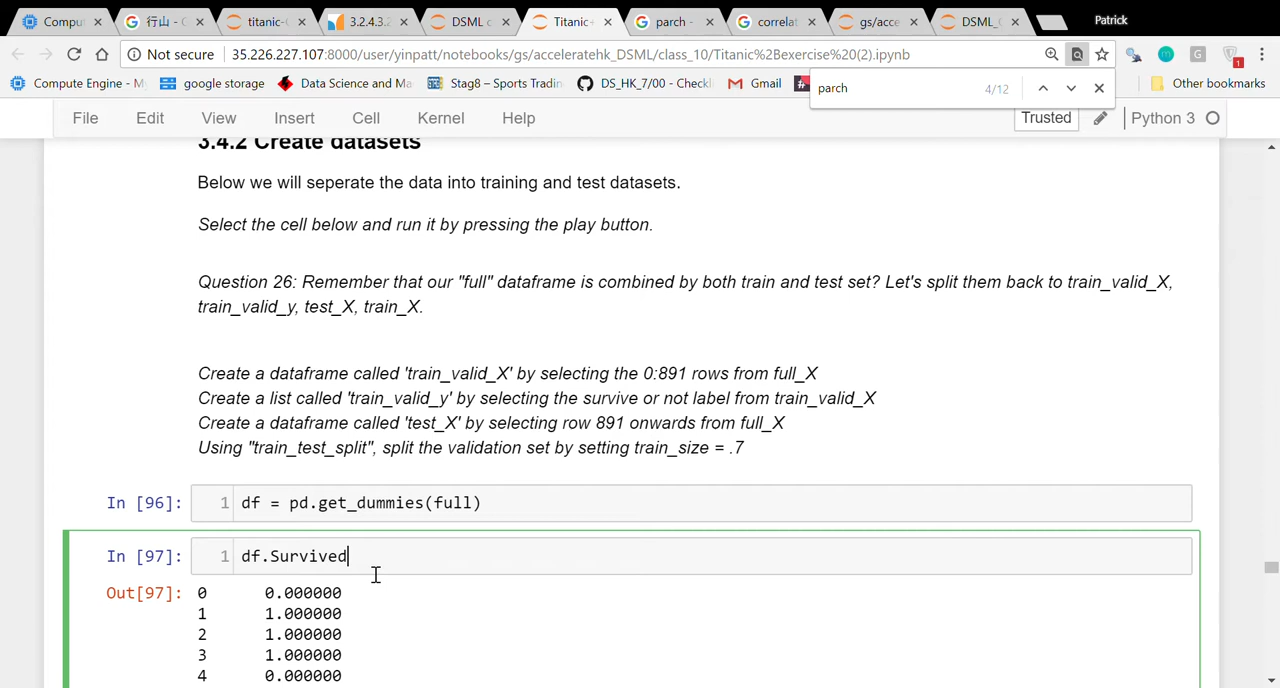 Comput
行山 - G
titanic-
3.2.4.3.
DSML c
Titanic+
parch -
correlat
gs/acce
DSML_
Patrick
Not secure 35.226.227.107:8000/user/yinpatt/notebooks/gs/acceleratehk_DSML/class_10/Titanic%2Bexercise%20(2).ipynb
Compute Engine - M
google storage
Data Science and Ma
Stag8 – Sports Tradin
DS_HK_7/00 - Checkl
Gmail
Other bookmarks
parch 4/12
File Edit View Insert Cell Kernel Help
Trusted
Python 3
3.4.2 Create datasets
Below we will seperate the data into training and test datasets.
Select the cell below and run it by pressing the play button.
Question 26: Remember that our "full" dataframe is combined by both train and test set? Let's split them back to train_valid_X,
train_valid_y, test_X, train_X.
Create a dataframe called 'train_valid_X' by selecting the 0:891 rows from full_X
Create a list called 'train_valid_y' by selecting the survive or not label from train_valid_X
Create a dataframe called 'test_X' by selecting row 891 onwards from full_X
Using "train_test_split", split the validation set by setting train_size = .7
In [96]: 1 df = pd.get_dummies(full)
In [97]: 1 df.Survived
Out[97]: 0 0.000000
1 1.000000
2 1.000000
3 1.000000
4 0.000000